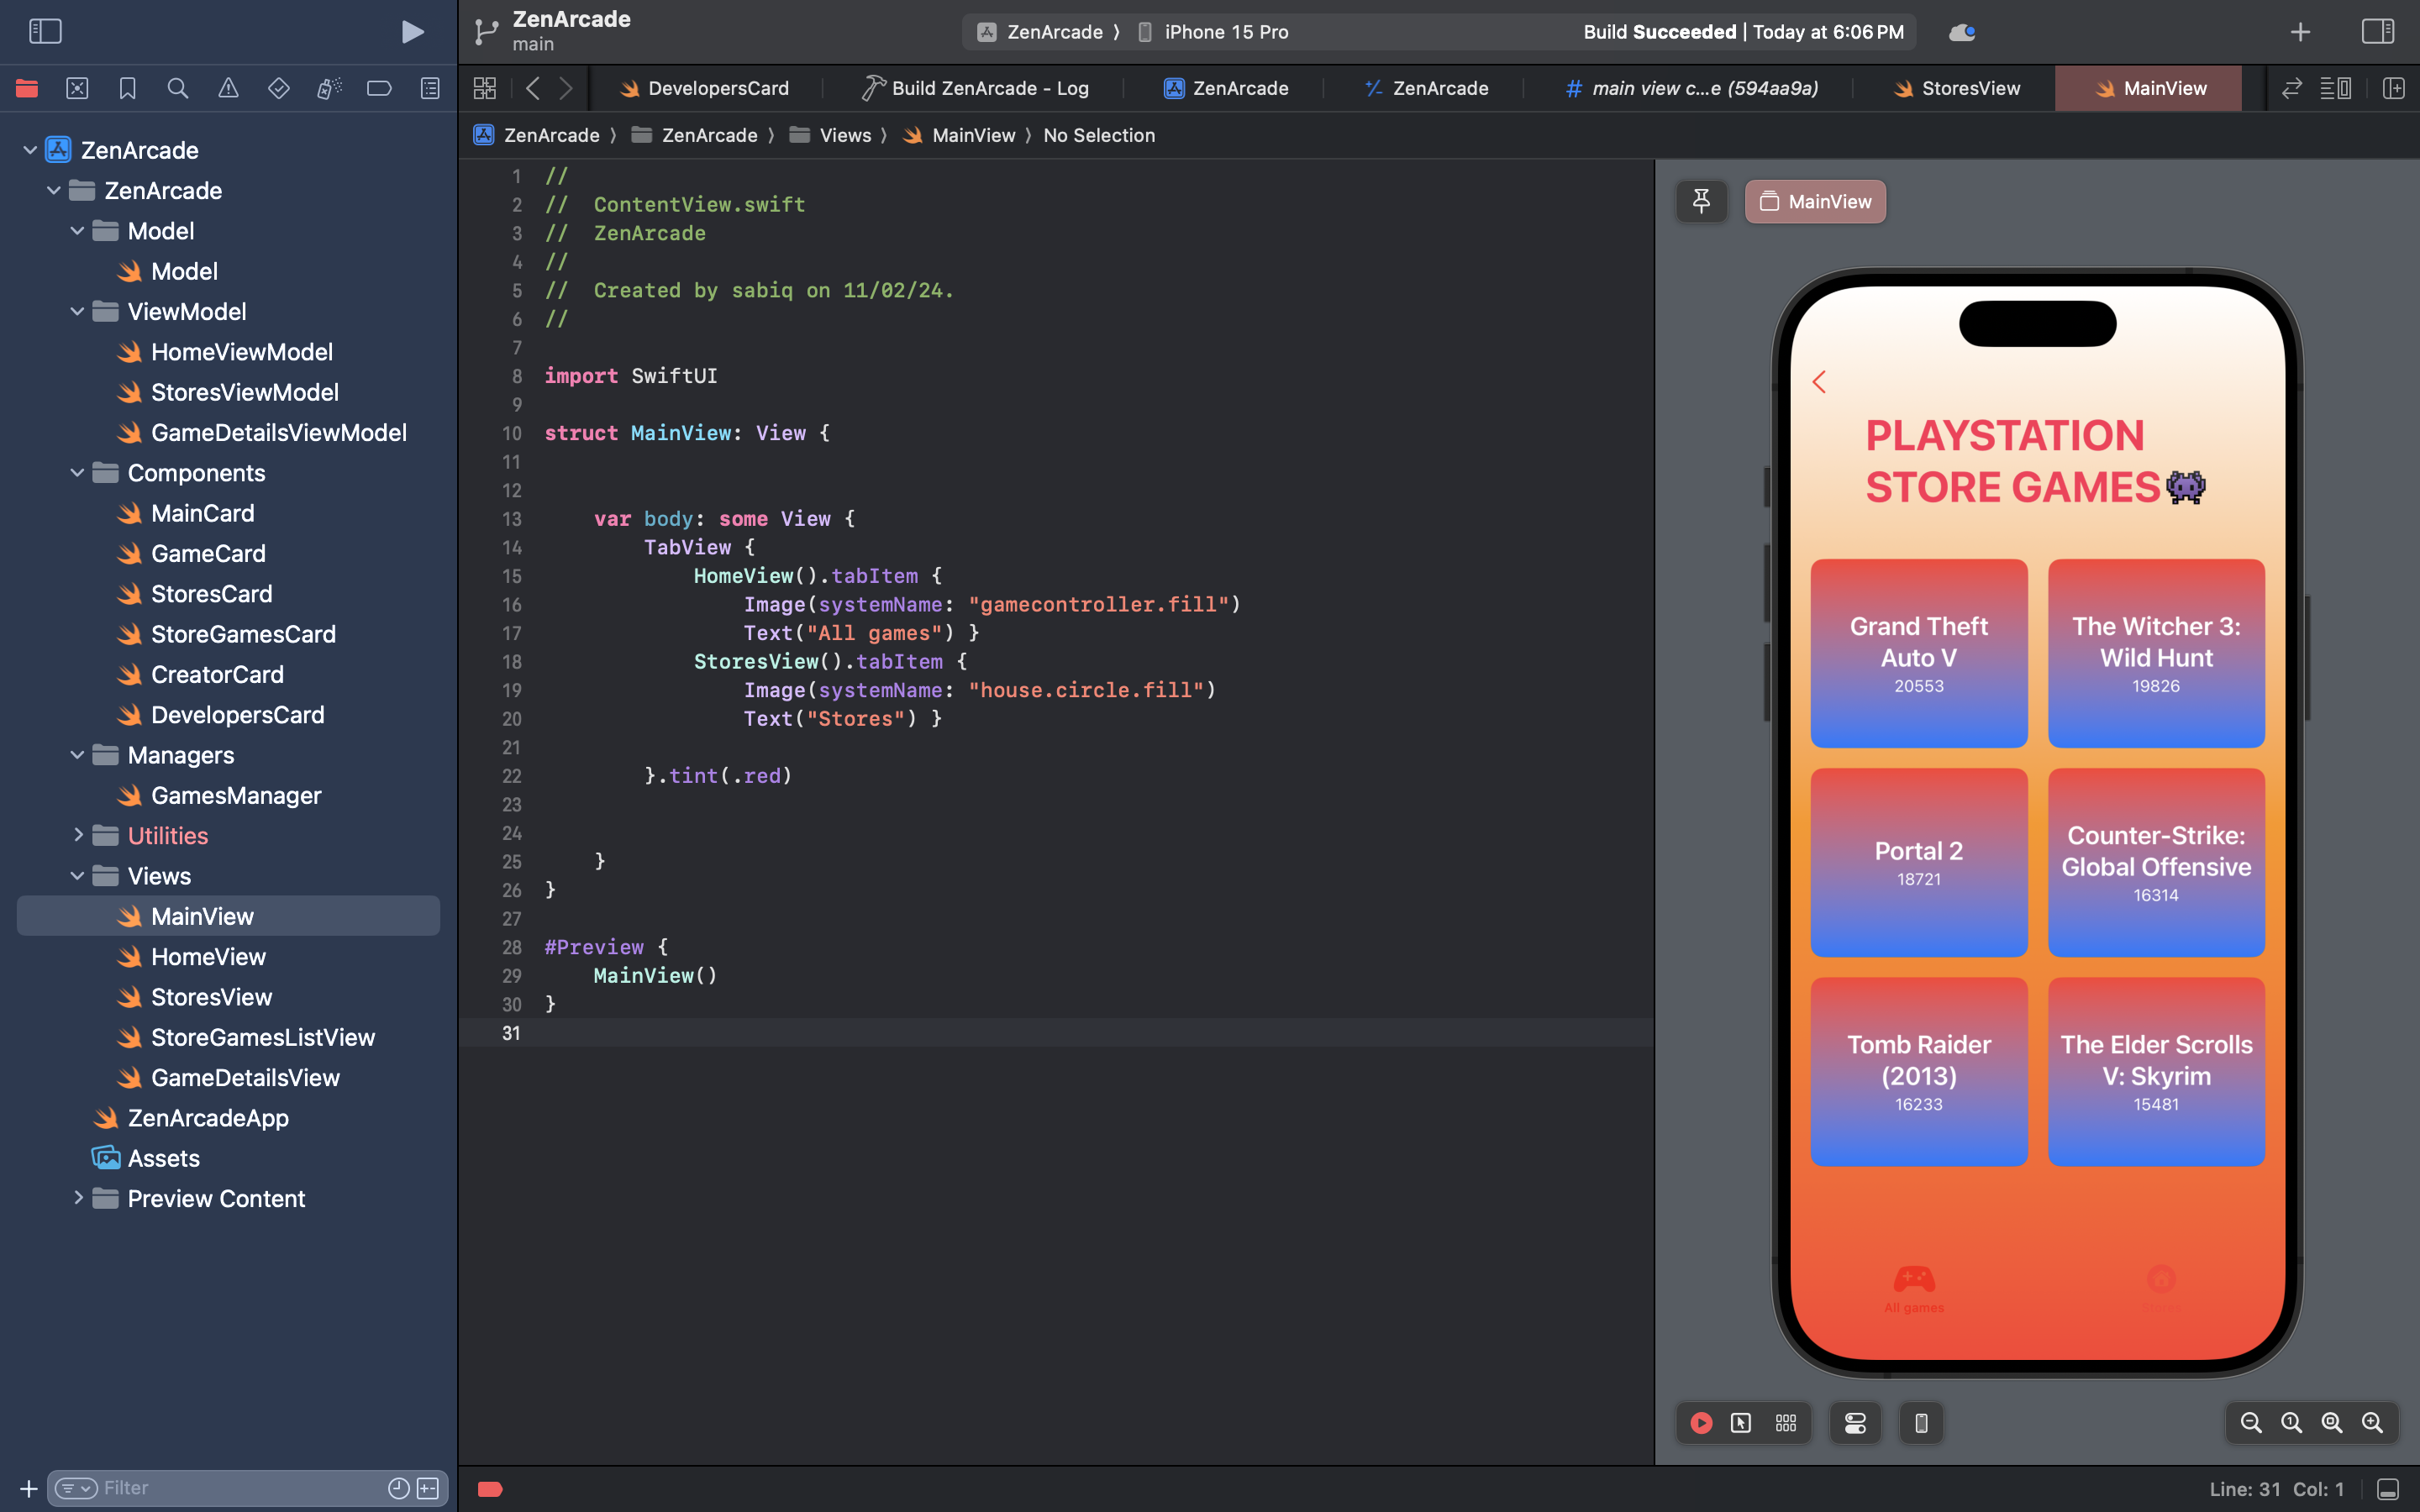 ZenArcade
main
ZenArcade 〉 iPhone 15 Pro
Build Succeeded | Today at 6:06 PM
DevelopersCard
Build ZenArcade - Log
ZenArcade
ZenArcade
# main view c...e (594aa9a)
StoresView
MainView
ZenArcade 〉 ZenArcade 〉 Views 〉 MainView 〉 No Selection
ZenArcade
ZenArcade
Model
Model
ViewModel
HomeViewModel
StoresViewModel
GameDetailsViewModel
Components
MainCard
GameCard
StoresCard
StoreGamesCard
CreatorCard
DevelopersCard
Managers
GamesManager
Utilities
Views
MainView
HomeView
StoresView
StoreGamesListView
GameDetailsView
ZenArcadeApp
Assets
Preview Content
Filter
1 //
2 //  ContentView.swift
3 //  ZenArcade
4 //
5 //  Created by sabiq on 11/02/24.
6 //
7
8 import SwiftUI
9
10 struct MainView: View {
11
12
13     var body: some View {
14         TabView {
15             HomeView().tabItem {
16                 Image(systemName: "gamecontroller.fill")
17                 Text("All games") }
18             StoresView().tabItem {
19                 Image(systemName: "house.circle.fill")
20                 Text("Stores") }
21
22         }.tint(.red)
23
24
25     }
26 }
27
28 #Preview {
29     MainView()
30 }
31
MainView
PLAYSTATION
STORE GAMES👾
Grand Theft
Auto V
20553
The Witcher 3:
Wild Hunt
19826
Portal 2
18721
Counter-Strike:
Global Offensive
16314
Tomb Raider
(2013)
16233
The Elder Scrolls
V: Skyrim
15481
All games
Line: 31 Col: 1